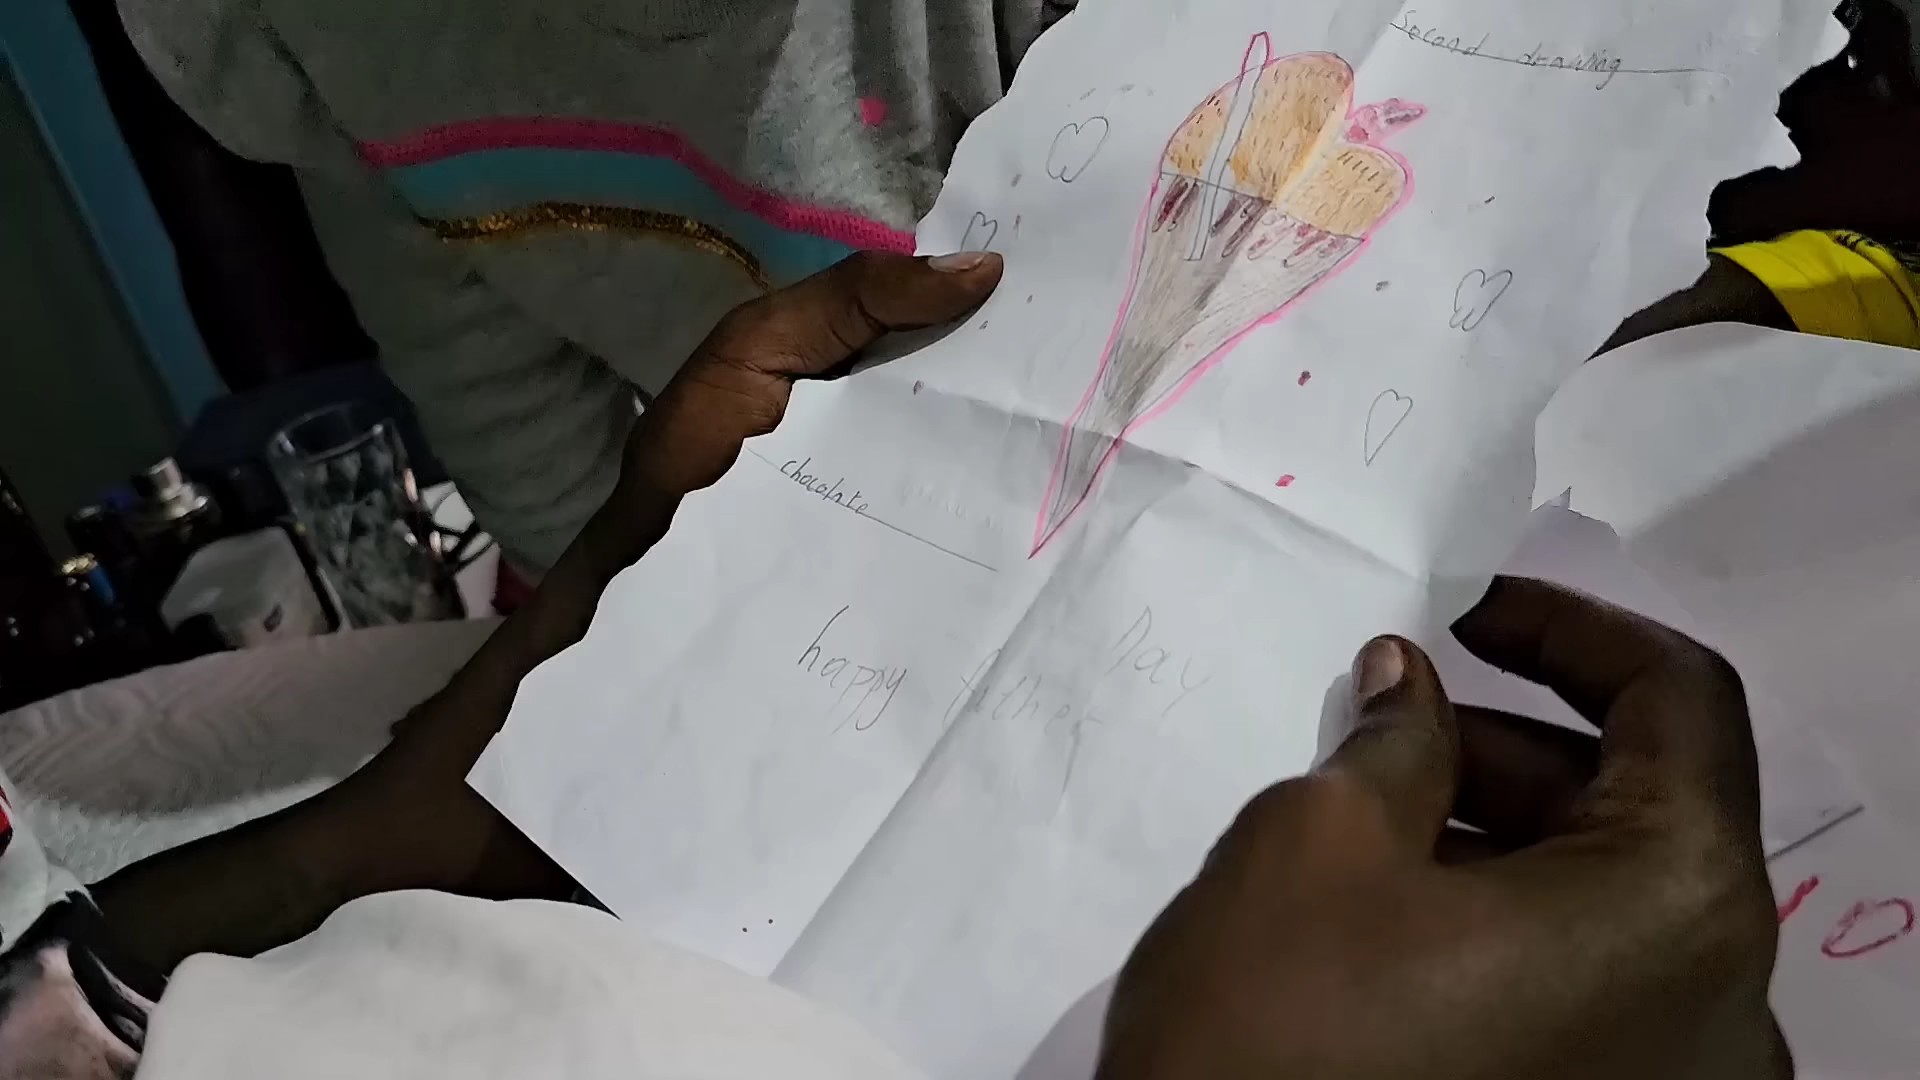 Second drawing
chocolate
happy father Day